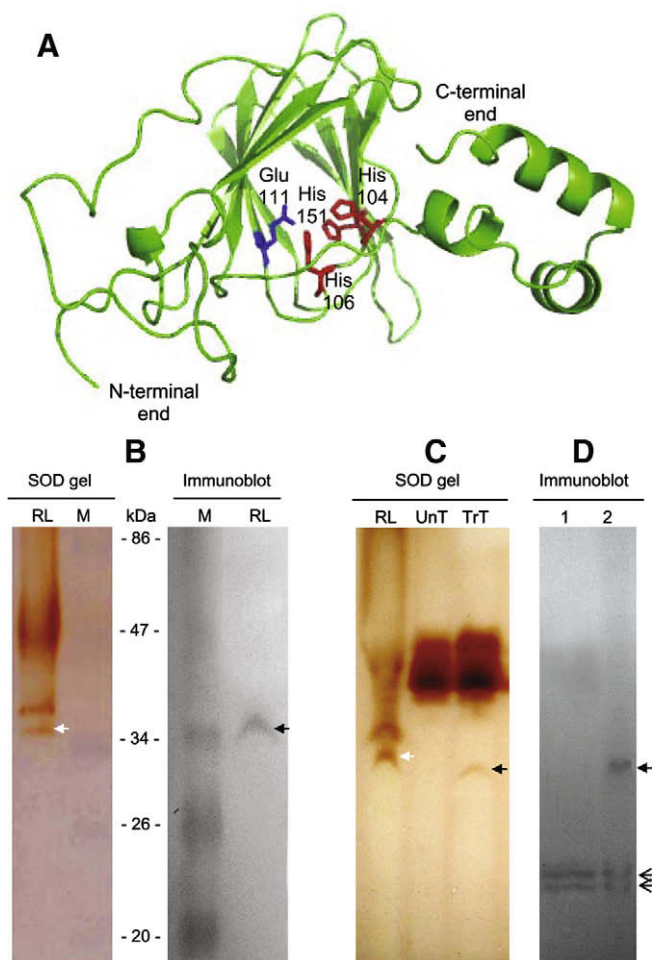 A
C-terminal
end
Glu
111
His
151
His
104
His
106
N-terminal
end
B
SOD gel
Immunoblot
RL M kDa M RL
- 86 -
- 47 -
- 34 -
- 26 -
- 20 -
C
SOD gel
RL UnT TrT
D
Immunoblot
1 2